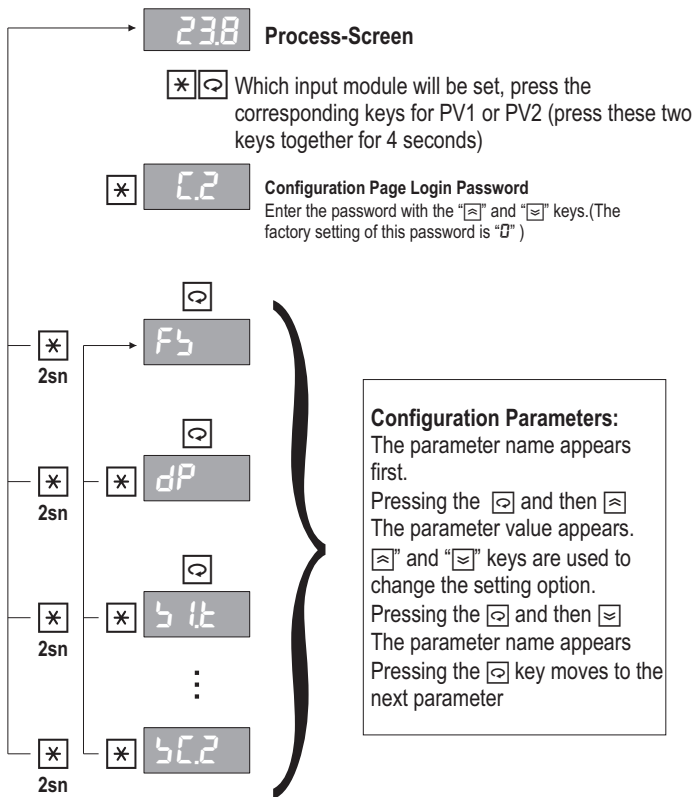 23.8 Process-Screen
Which input module will be set, press the
corresponding keys for PV1 or PV2 (press these two
keys together for 4 seconds)
C.2 Configuration Page Login Password
Enter the password with the “” and “” keys.(The
factory setting of this password is “0” )
FS
2sn
dP
2sn
S1.t
2sn
⋮
SC.2
2sn
Configuration Parameters:
The parameter name appears
first.
Pressing the and then
The parameter value appears.
” and “” keys are used to
change the setting option.
Pressing the and then
The parameter name appears
Pressing the key moves to the
next parameter